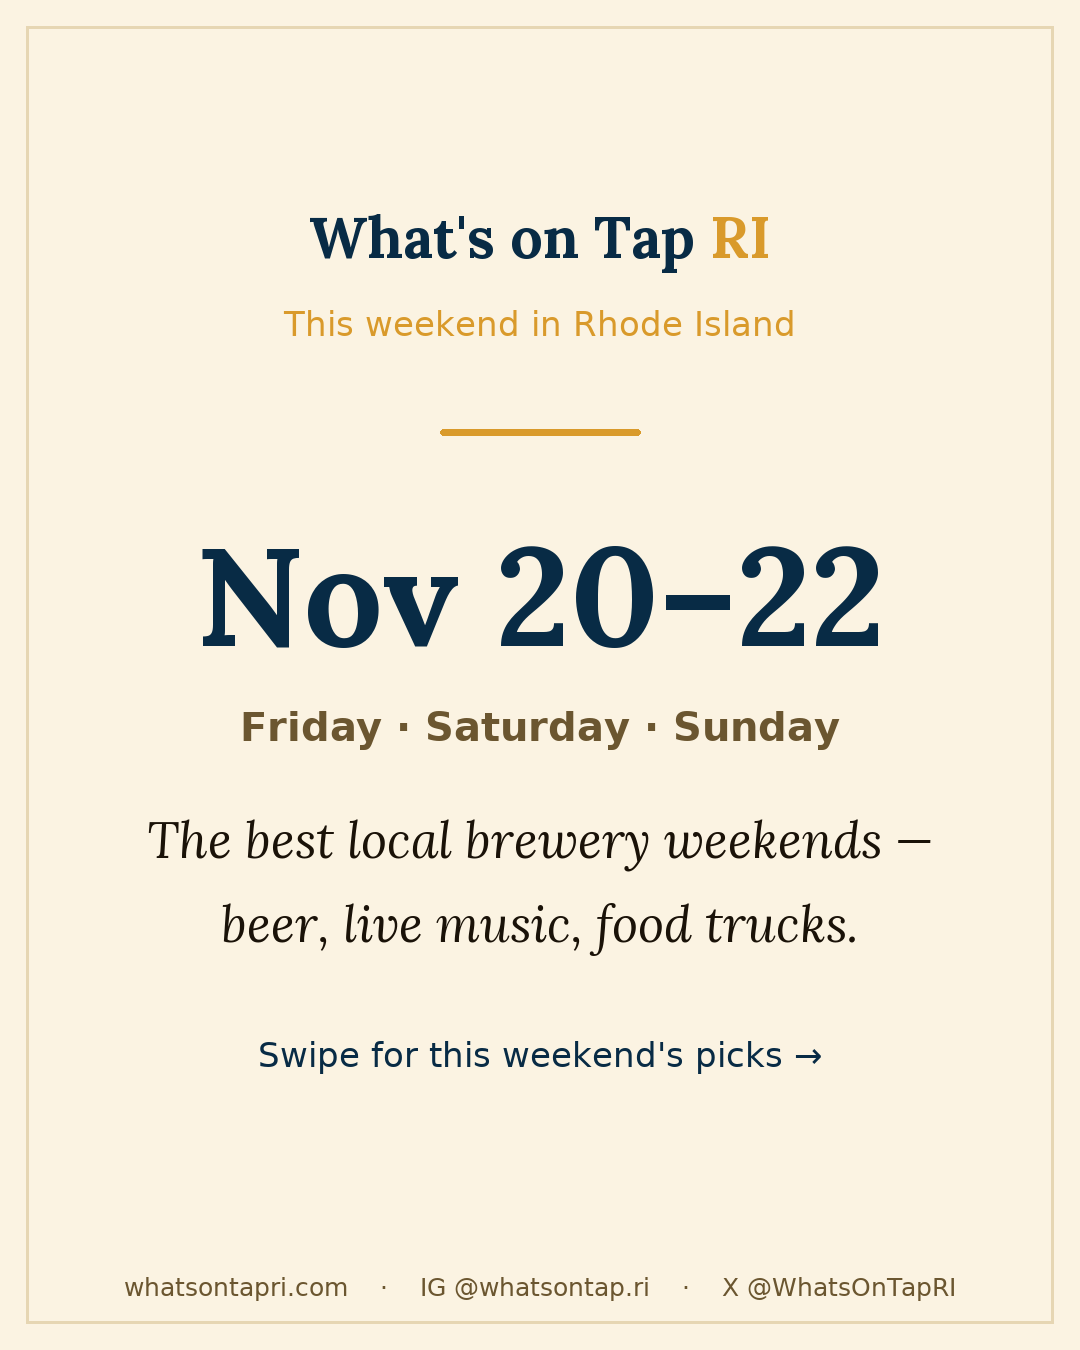 What's on Tap RI
This weekend in Rhode Island
Nov 20–22
Friday · Saturday · Sunday
The best local brewery weekends —
beer, live music, food trucks.
Swipe for this weekend's picks →
whatsontapri.com · IG @whatsontap.ri · X @WhatsOnTapRI